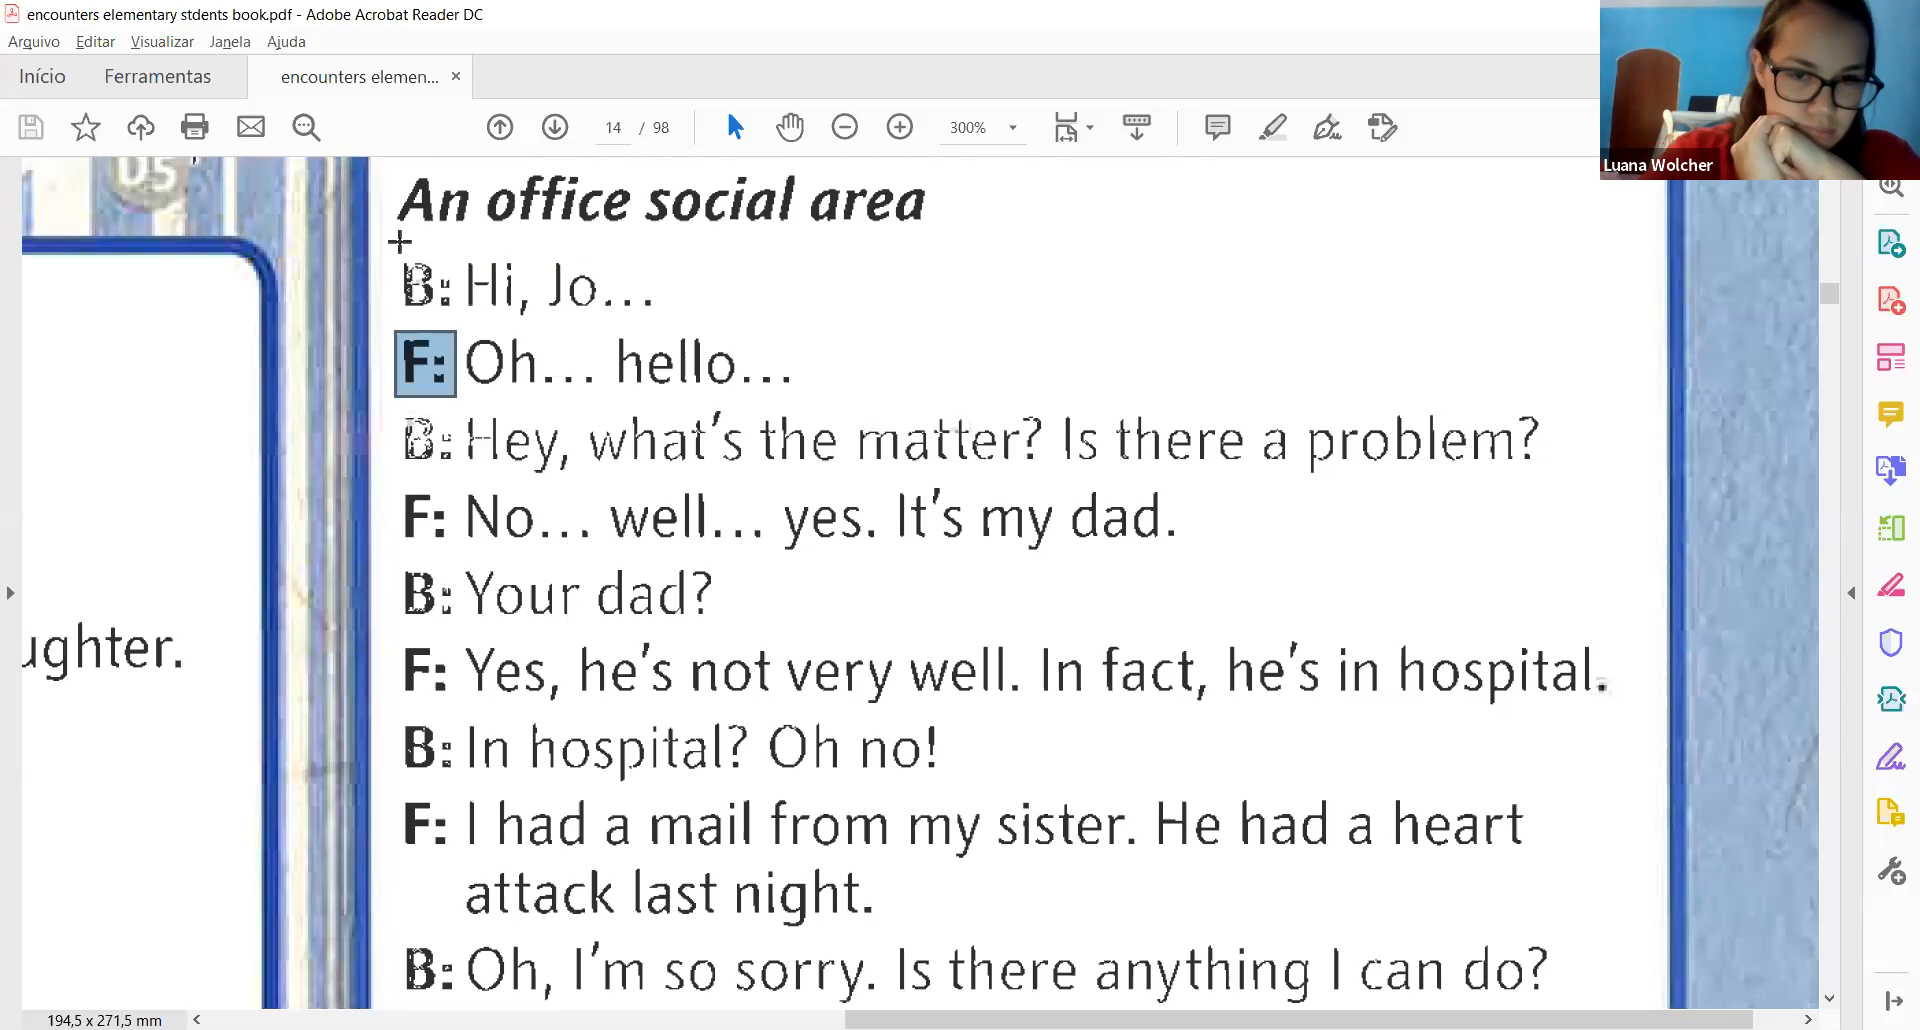 encounters elementary stdents book.pdf - Adobe Acrobat Reader DC
Arquivo Editar Visualizar Janela Ajuda
Início Ferramentas encounters elemen... ×
14 / 98 300%
Luana Wolcher
05
An office social area
B: Hi, Jo…
F: Oh… hello…
B: Hey, what's the matter? Is there a problem?
F: No… well… yes. It's my dad.
B: Your dad?
ughter.
F: Yes, he's not very well. In fact, he's in hospital.
B: In hospital? Oh no!
F: I had a mail from my sister. He had a heart
attack last night.
B: Oh, I'm so sorry. Is there anything I can do?
194,5 x 271,5 mm